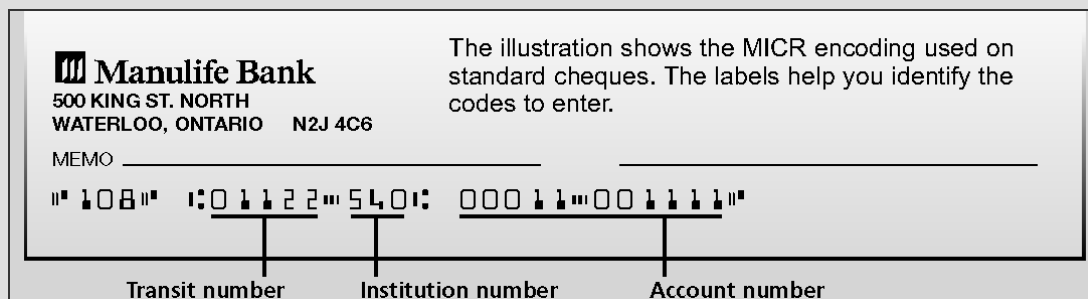 Manulife Bank
500 KING ST. NORTH
WATERLOO, ONTARIO N2J 4C6
The illustration shows the MICR encoding used on
standard cheques. The labels help you identify the
codes to enter.
MEMO
⑈108⑈ ⑆01122⑉540⑆ 00011⑉001111⑈
Transit number Institution number Account number